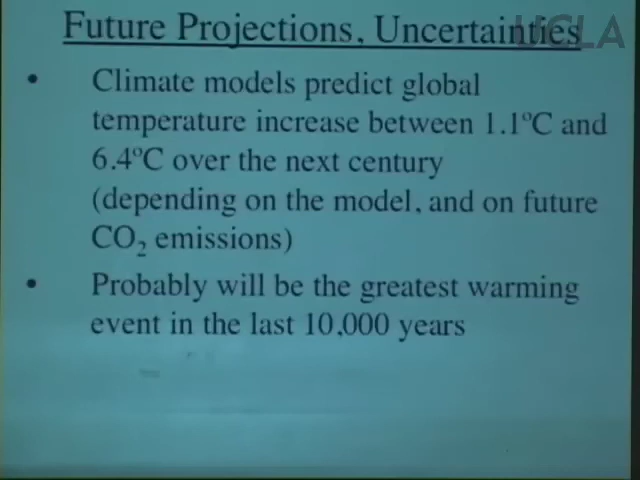 Future Projections, Uncertainties
UCLA
• Climate models predict global
temperature increase between 1.1ºC and
6.4ºC over the next century
(depending on the model, and on future
CO₂ emissions)
• Probably will be the greatest warming
event in the last 10,000 years